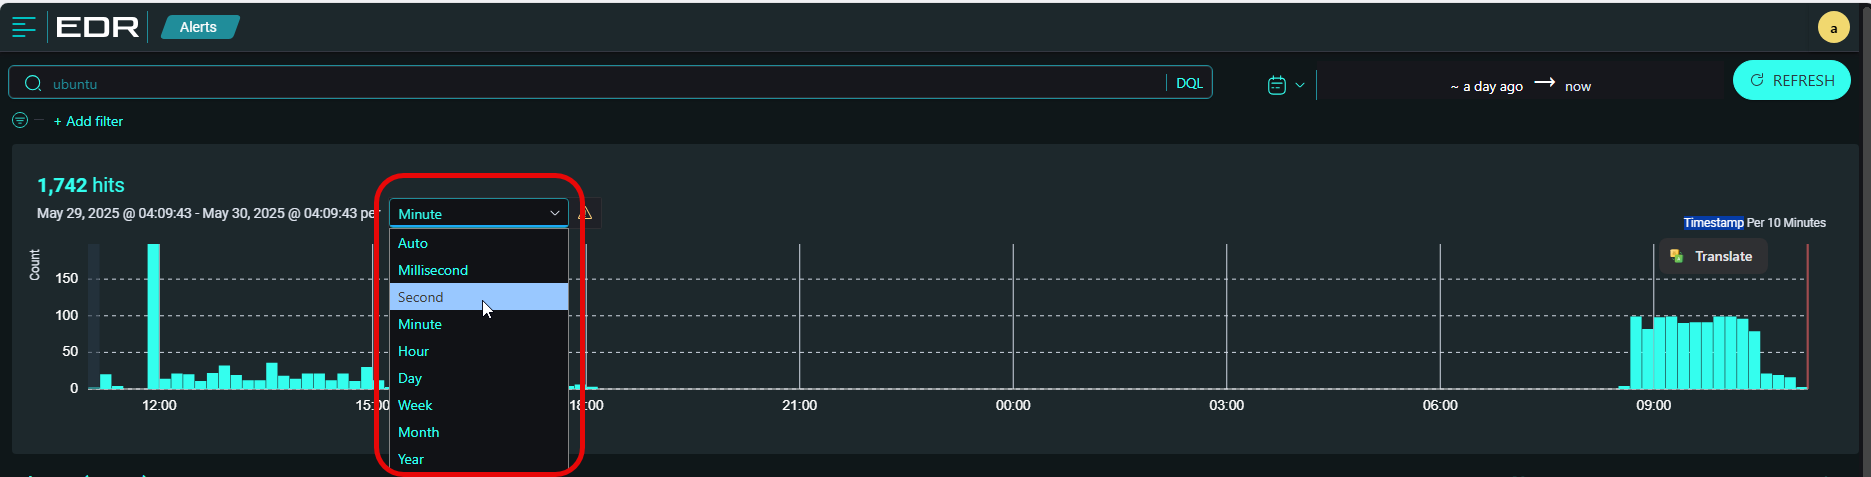 EDR
Alerts
a
ubuntu
DQL
~ a day ago → now
REFRESH
+ Add filter
1,742 hits
May 29, 2025 @ 04:09:43 - May 30, 2025 @ 04:09:43 per
Minute
Timestamp Per 10 Minutes
Translate
Auto
Millisecond
Second
Minute
Hour
Day
Week
Month
Year
Count
150
100
50
0
12:00
15:00
18:00
21:00
00:00
03:00
06:00
09:00